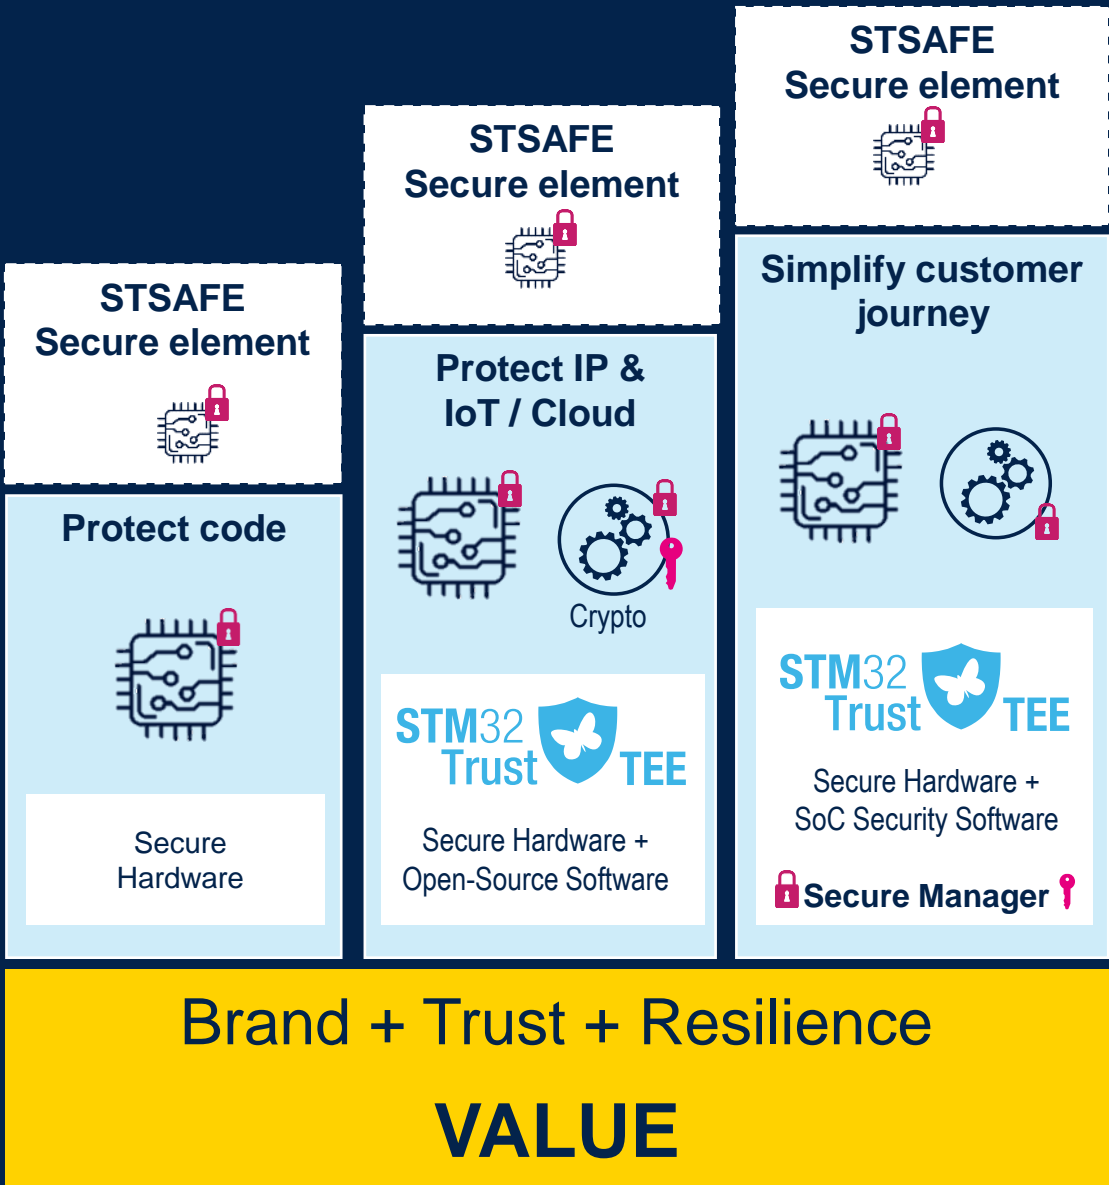 STSAFE
Secure element
Protect code
Secure
Hardware
STSAFE
Secure element
Protect IP &
IoT / Cloud
Crypto
STM32
Trust TEE
Secure Hardware +
Open-Source Software
STSAFE
Secure element
Simplify customer
journey
STM32
Trust TEE
Secure Hardware +
SoC Security Software
Secure Manager
Brand + Trust + Resilience
VALUE